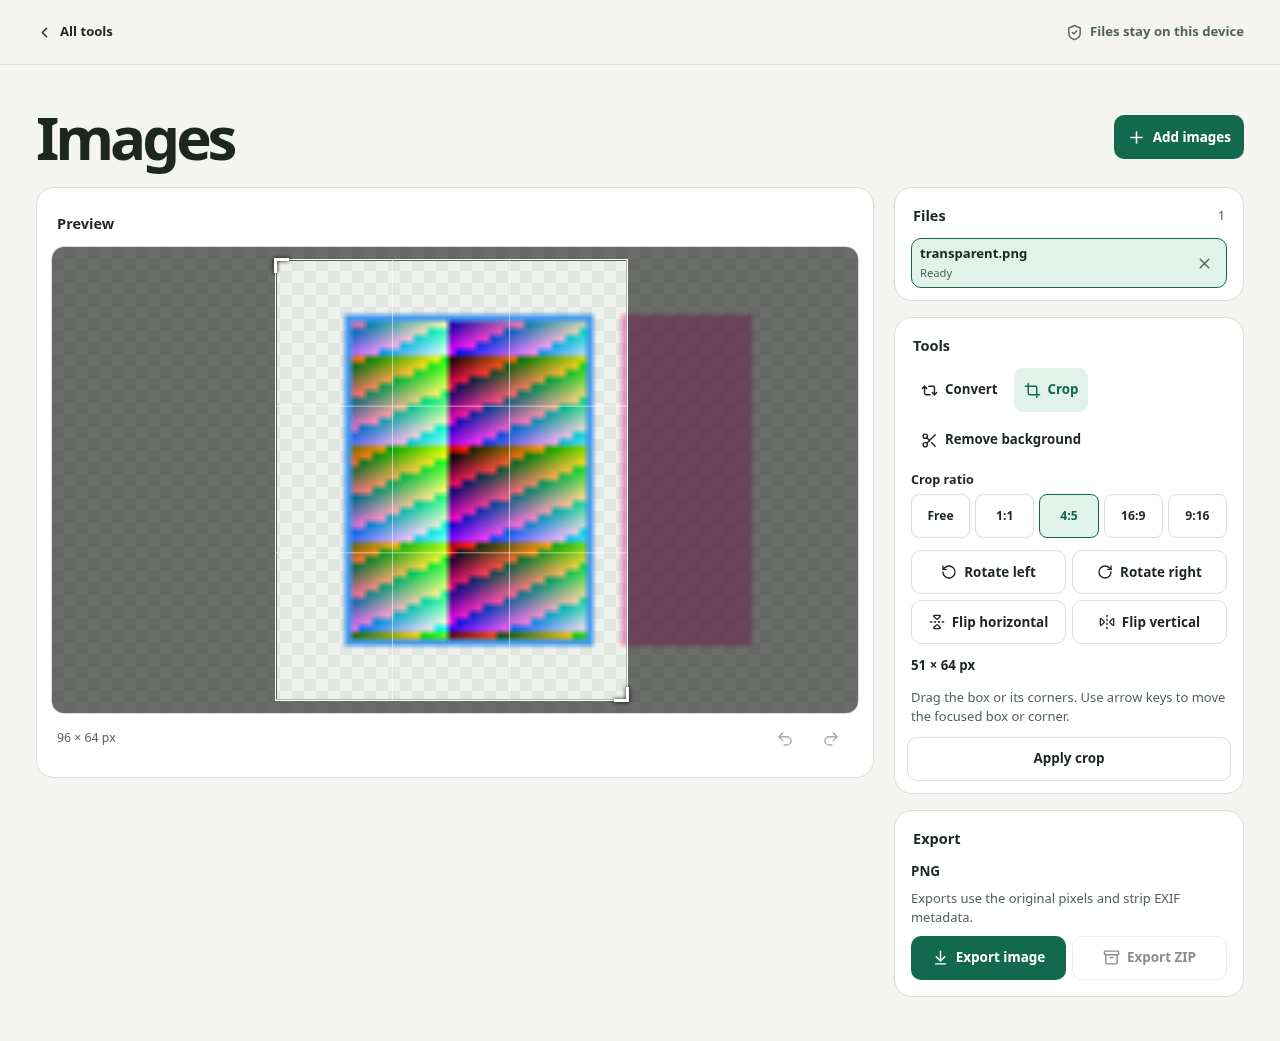 All tools
Files stay on this device
Images
Add images
Preview
96 × 64 px
Files
1
transparent.png
Ready
Tools
Convert
Crop
Remove background
Crop ratio
Free
1:1
4:5
16:9
9:16
Rotate left
Rotate right
Flip horizontal
Flip vertical
51 × 64 px
Drag the box or its corners. Use arrow keys to move
the focused box or corner.
Apply crop
Export
PNG
Exports use the original pixels and strip EXIF
metadata.
Export image
Export ZIP